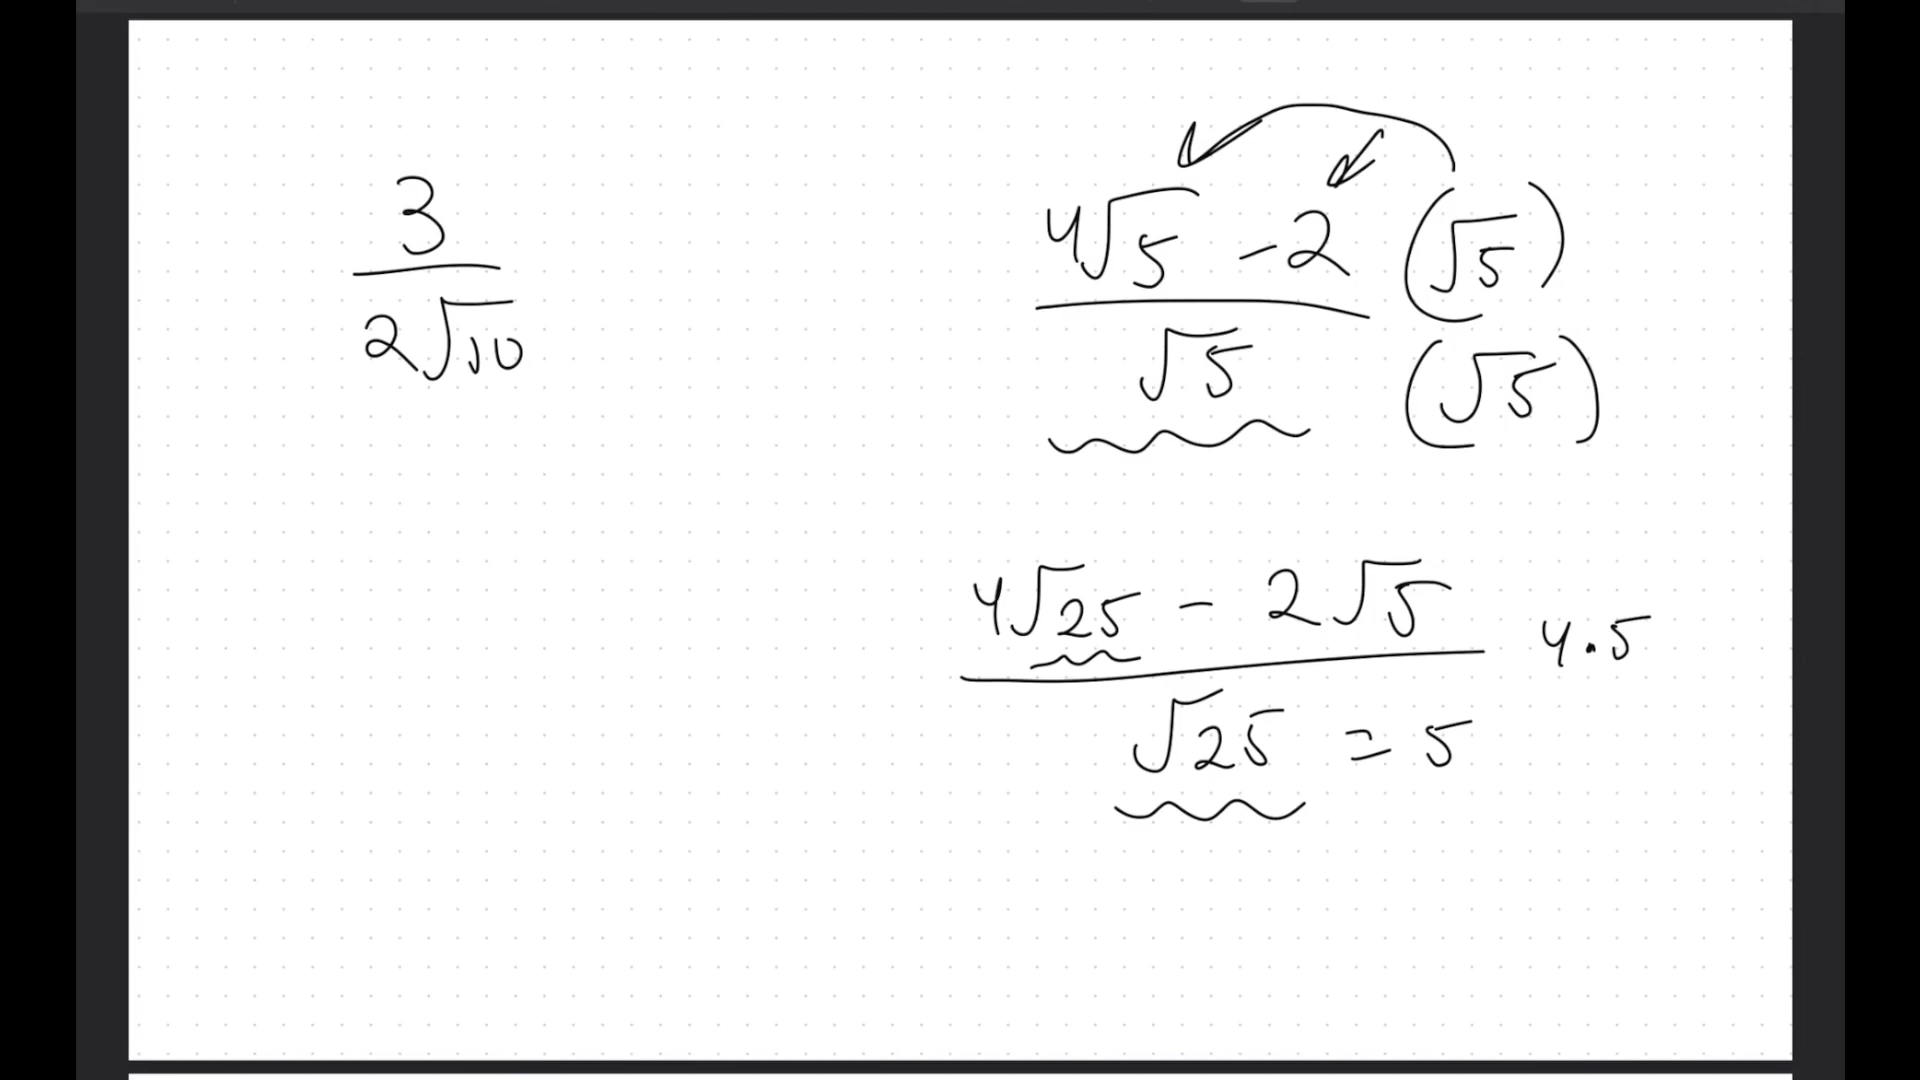 3
2√10
4√5 - 2 (√5)
√5 (√5)
4√25 - 2√5
4.5
√25 = 5